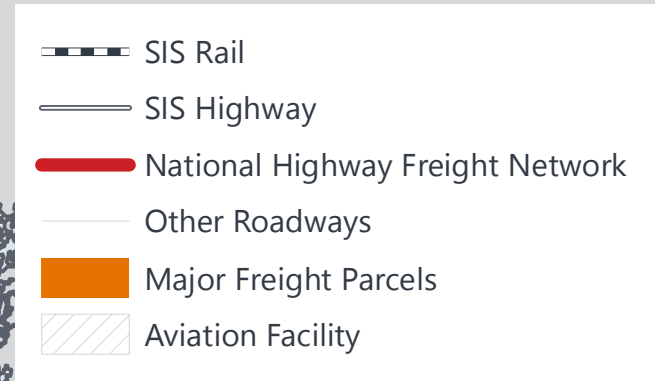 SIS Rail
SIS Highway
National Highway Freight Network
Other Roadways
Major Freight Parcels
Aviation Facility